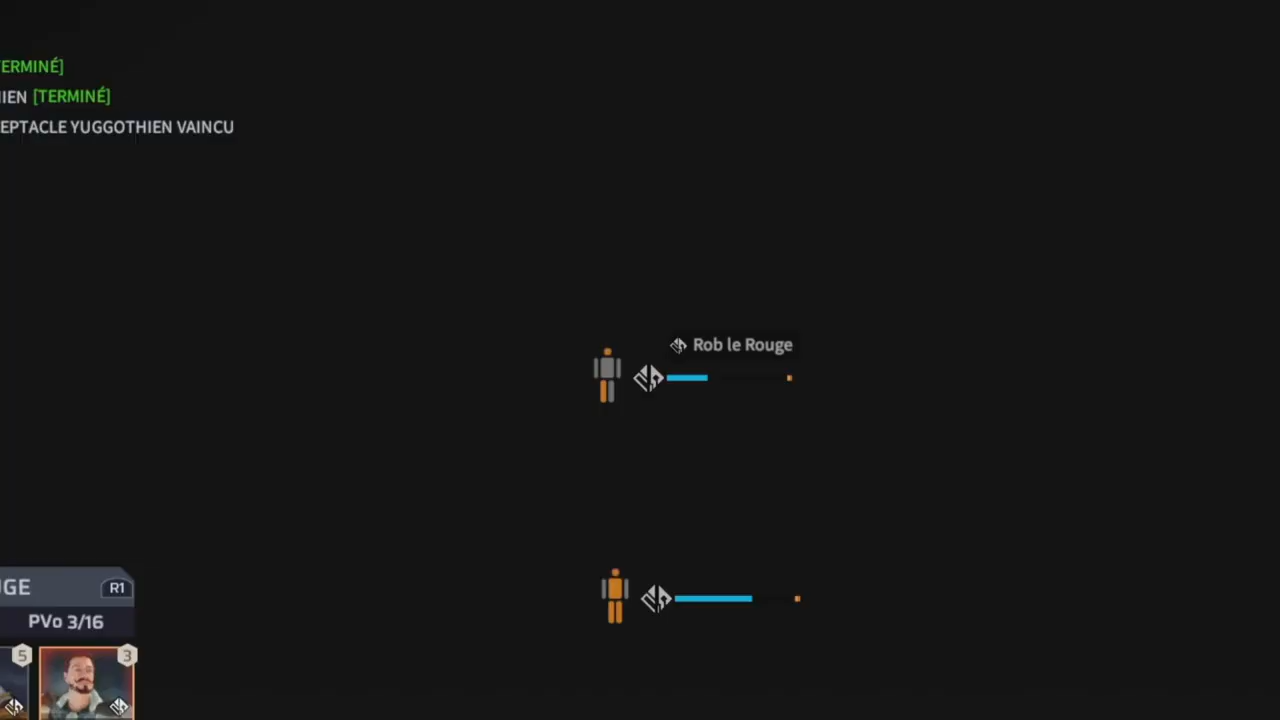 ERMINÉ]
IEN [TERMINÉ]
EPTACLE YUGGOTHIEN VAINCU
Rob le Rouge
GE R1
PVo 3/16
5 3